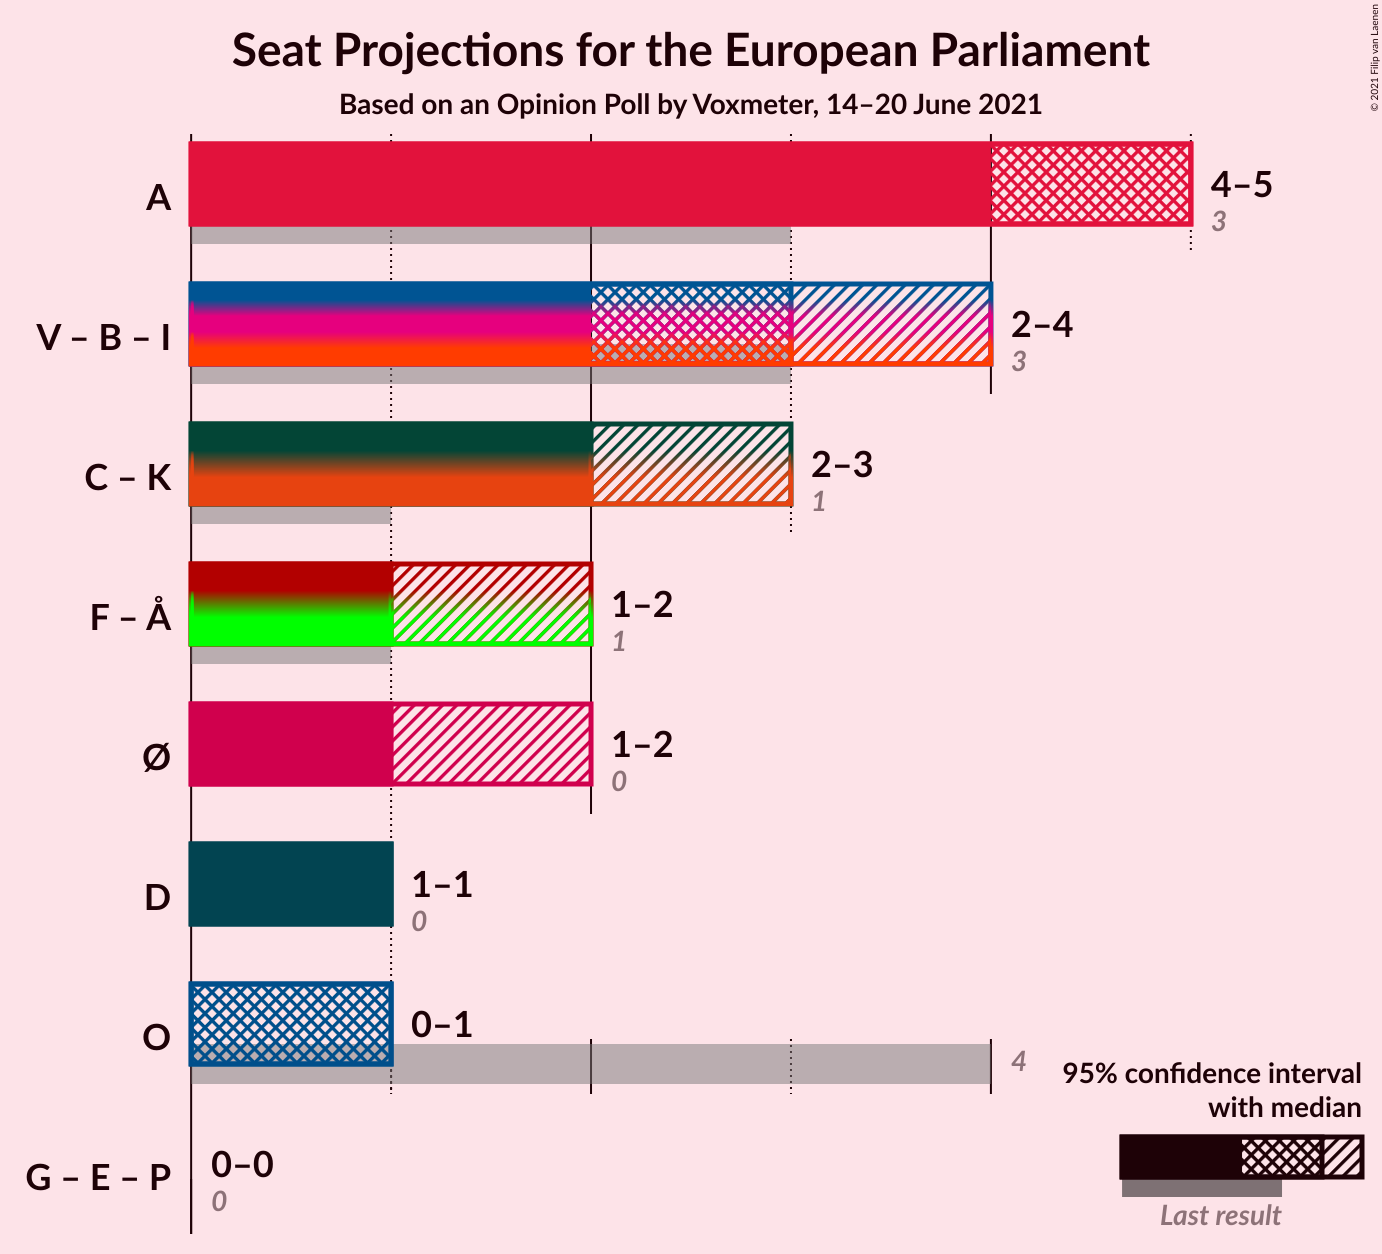 Seat Projections for the European Parliament
Based on an Opinion Poll by Voxmeter, 14–20 June 2021
© 2021 Filip van Laenen
A
4–5
3
V – B – I
2–4
3
C – K
2–3
1
F – Å
1–2
1
Ø
1–2
0
D
1–1
0
O
0–1
4
G – E – P
0–0
0
95% confidence interval
with median
Last result